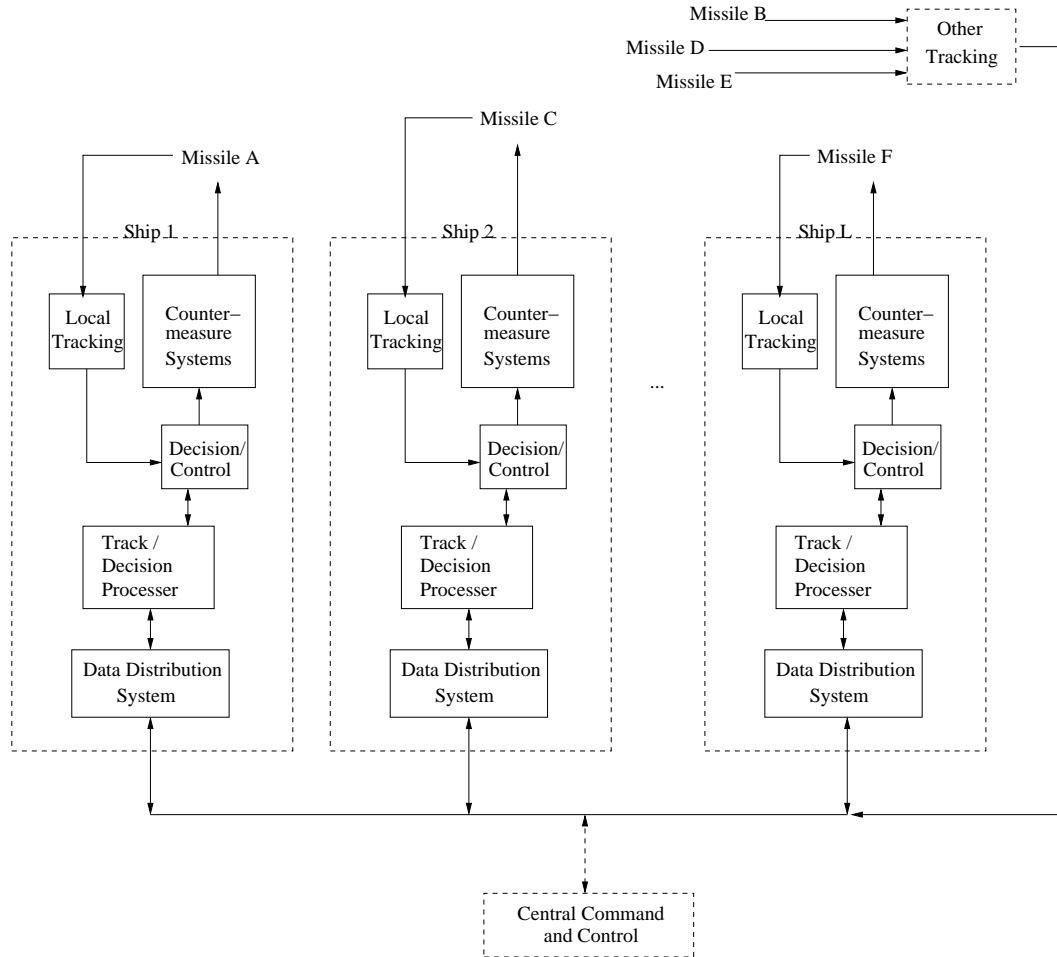 Missile B
Missile D
Missile E
Other
Tracking
Missile A
Missile C
Missile F
Ship 1
Local
Tracking
Counter−
measure
Systems
Decision/
Control
Track /
Decision
Processer
Data Distribution
System
Ship 2
Local
Tracking
Counter−
measure
Systems
Decision/
Control
Track /
Decision
Processer
Data Distribution
System
...
Ship L
Local
Tracking
Counter−
measure
Systems
Decision/
Control
Track /
Decision
Processer
Data Distribution
System
Central Command
and Control